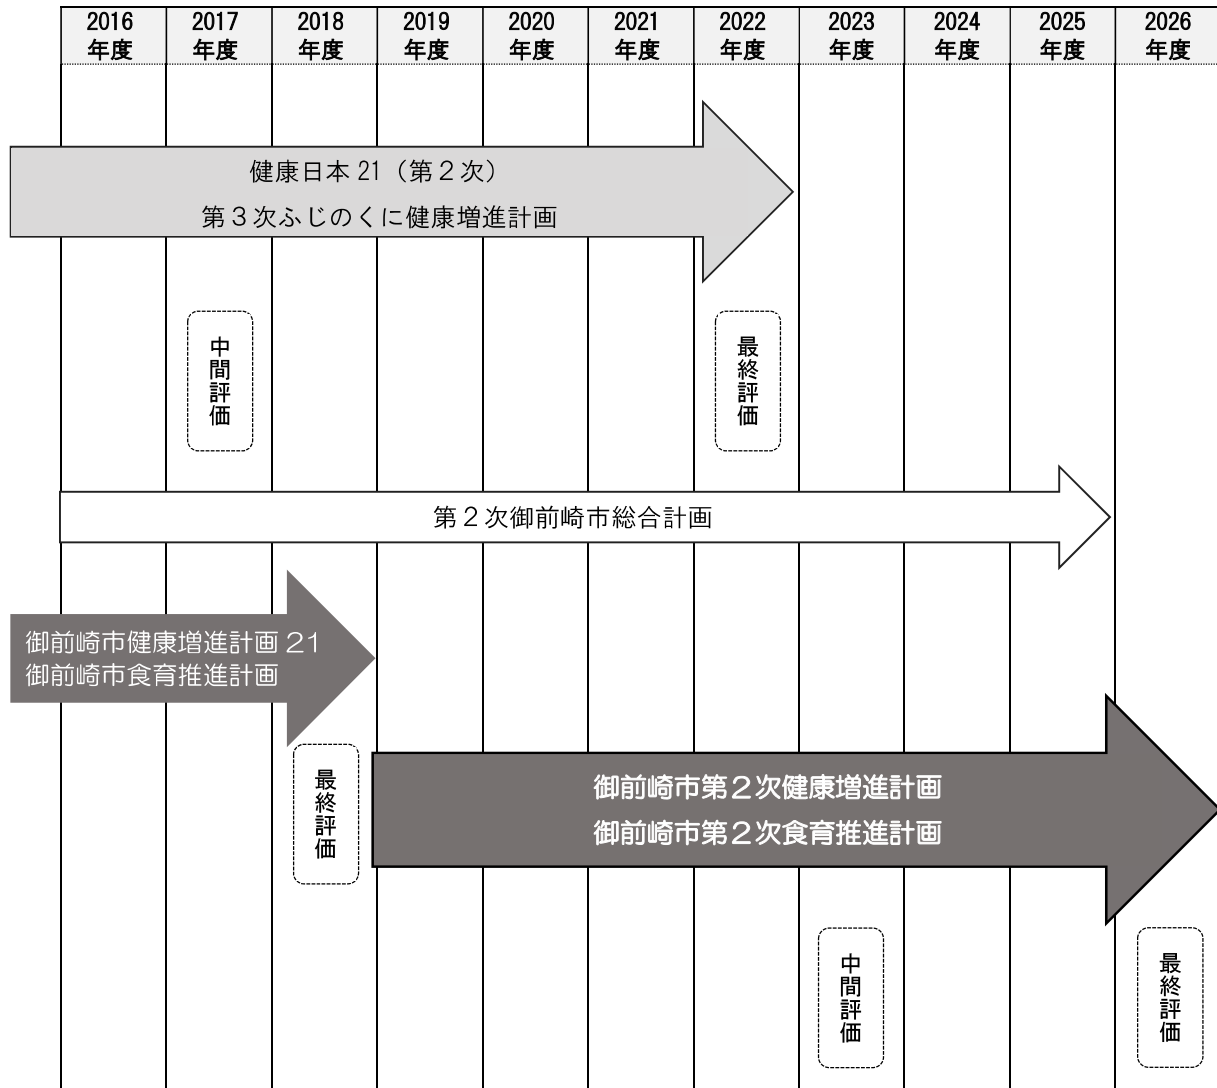 2016
年度
2017
年度
2018
年度
2019
年度
2020
年度
2021
年度
2022
年度
2023
年度
2024
年度
2025
年度
2026
年度
健康日本21（第２次）
第３次ふじのくに健康増進計画
中間評価
最終評価
第２次御前崎市総合計画
御前崎市健康増進計画21
御前崎市食育推進計画
最終評価
御前崎市第２次健康増進計画
御前崎市第２次食育推進計画
中間評価
最終評価